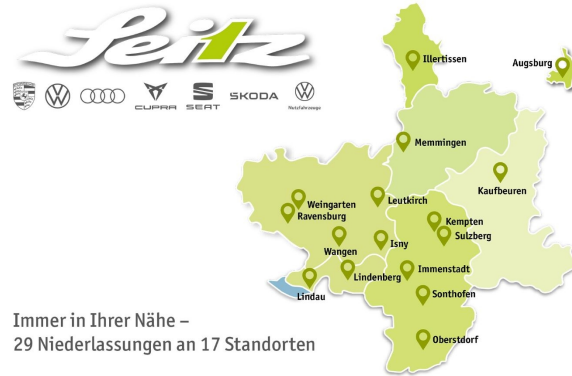 Seitz
CUPRA
SEAT
SKODA
Nutzfahrzeuge
Illertissen
Augsburg
Memmingen
Kaufbeuren
Weingarten
Leutkirch
Ravensburg
Kempten
Wangen
Isny
Sulzberg
Lindenberg
Immenstadt
Lindau
Sonthofen
Oberstdorf
Immer in Ihrer Nähe –
29 Niederlassungen an 17 Standorten